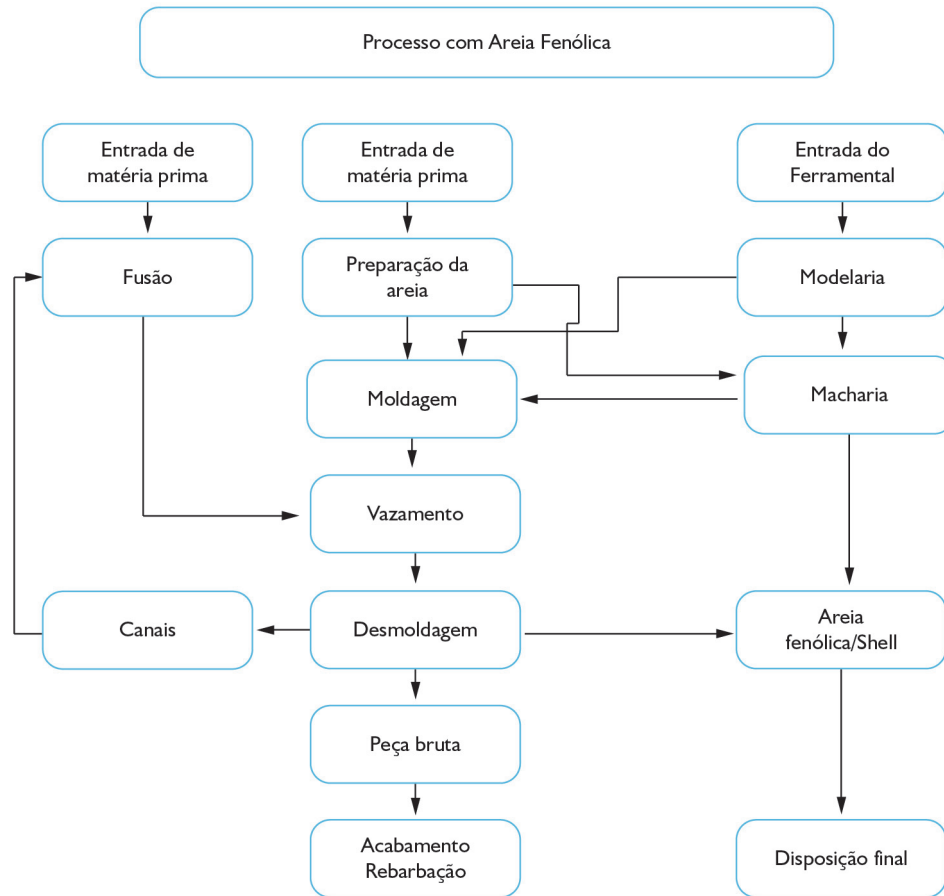 Processo com Areia Fenólica
Entrada de
matéria prima
Entrada de
matéria prima
Entrada do
Ferramental
Fusão
Preparação da
areia
Modelaria
Moldagem
Macharia
Vazamento
Canais
Desmoldagem
Areia
fenólica/Shell
Peça bruta
Acabamento
Rebarbação
Disposição final